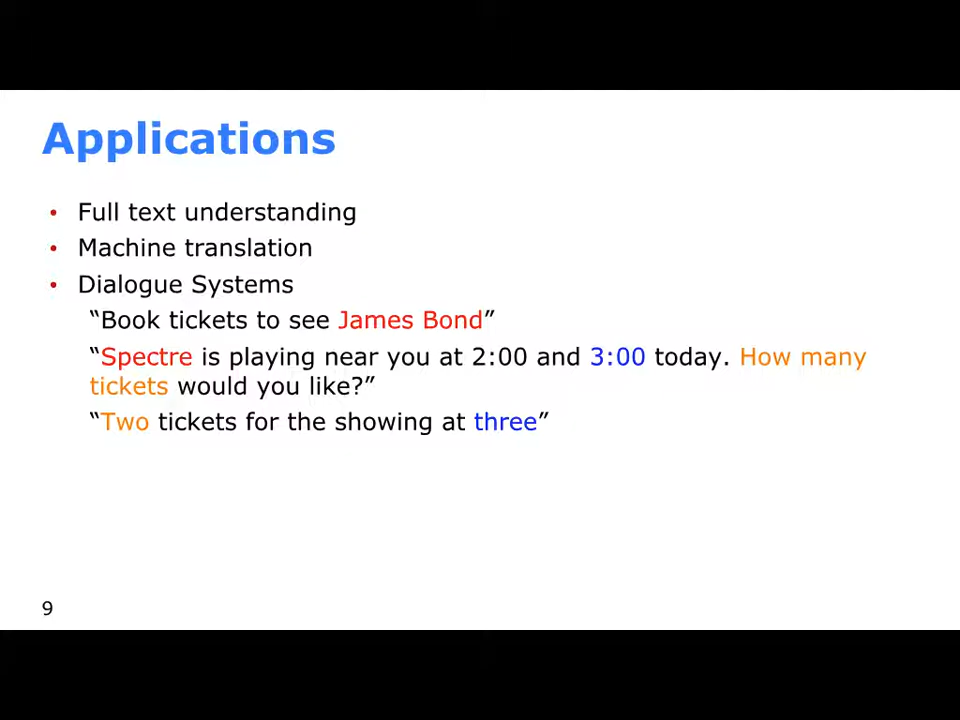 Applications
• Full text understanding
• Machine translation
• Dialogue Systems
“Book tickets to see James Bond”
“Spectre is playing near you at 2:00 and 3:00 today. How many
tickets would you like?”
“Two tickets for the showing at three”
9